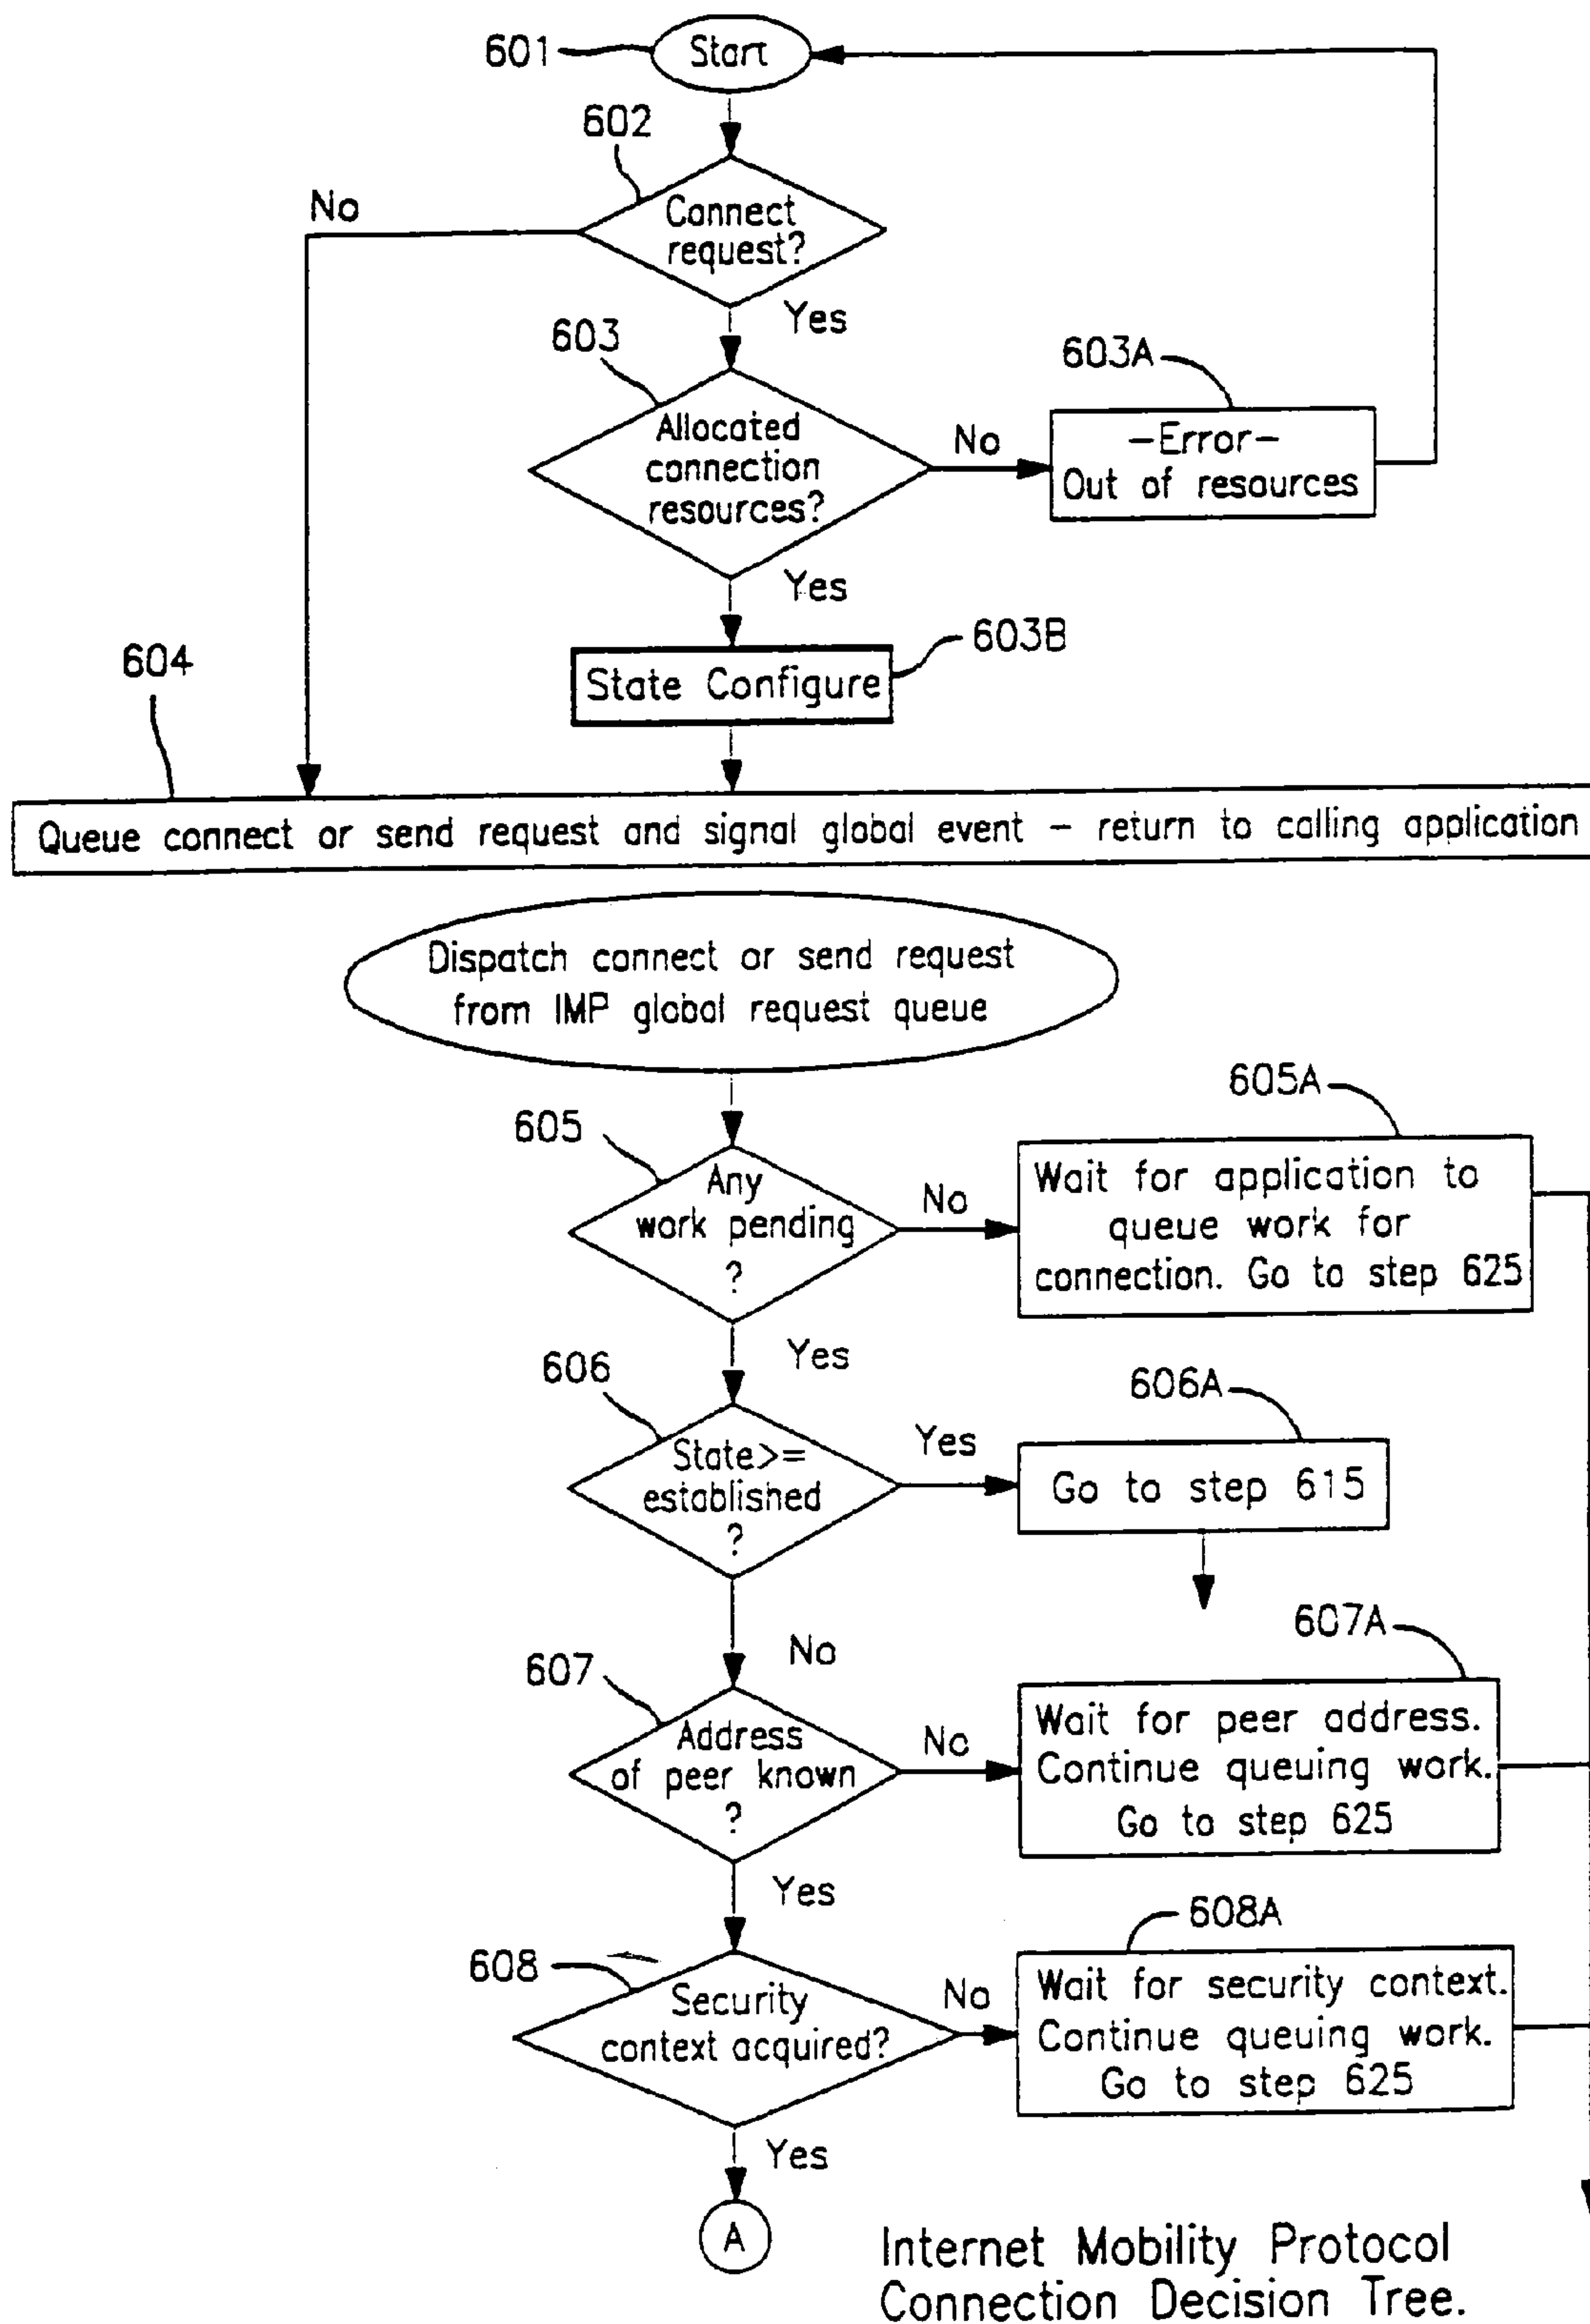 601
Start
602
No
Connect
request?
Yes
603
603A
Allocated
connection
resources?
No
-Error-
Out of resources
Yes
603B
604
State Configure
Queue connect or send request and signal global event - return to calling application
Dispatch connect or send request
from IMP global request queue
605A
605
Any
work pending
?
No
Wait for application to
queue work for
connection. Go to step 625
Yes
606
606A
State>=
established
?
Yes
Go to step 615
No
607A
607
Address
of peer known
?
No
Wait for peer address.
Continue queuing work.
Go to step 625
Yes
608A
608
Security
context acquired?
No
Wait for security context.
Continue queuing work.
Go to step 625
Yes
A
Internet Mobility Protocol
Connection Decision Tree.